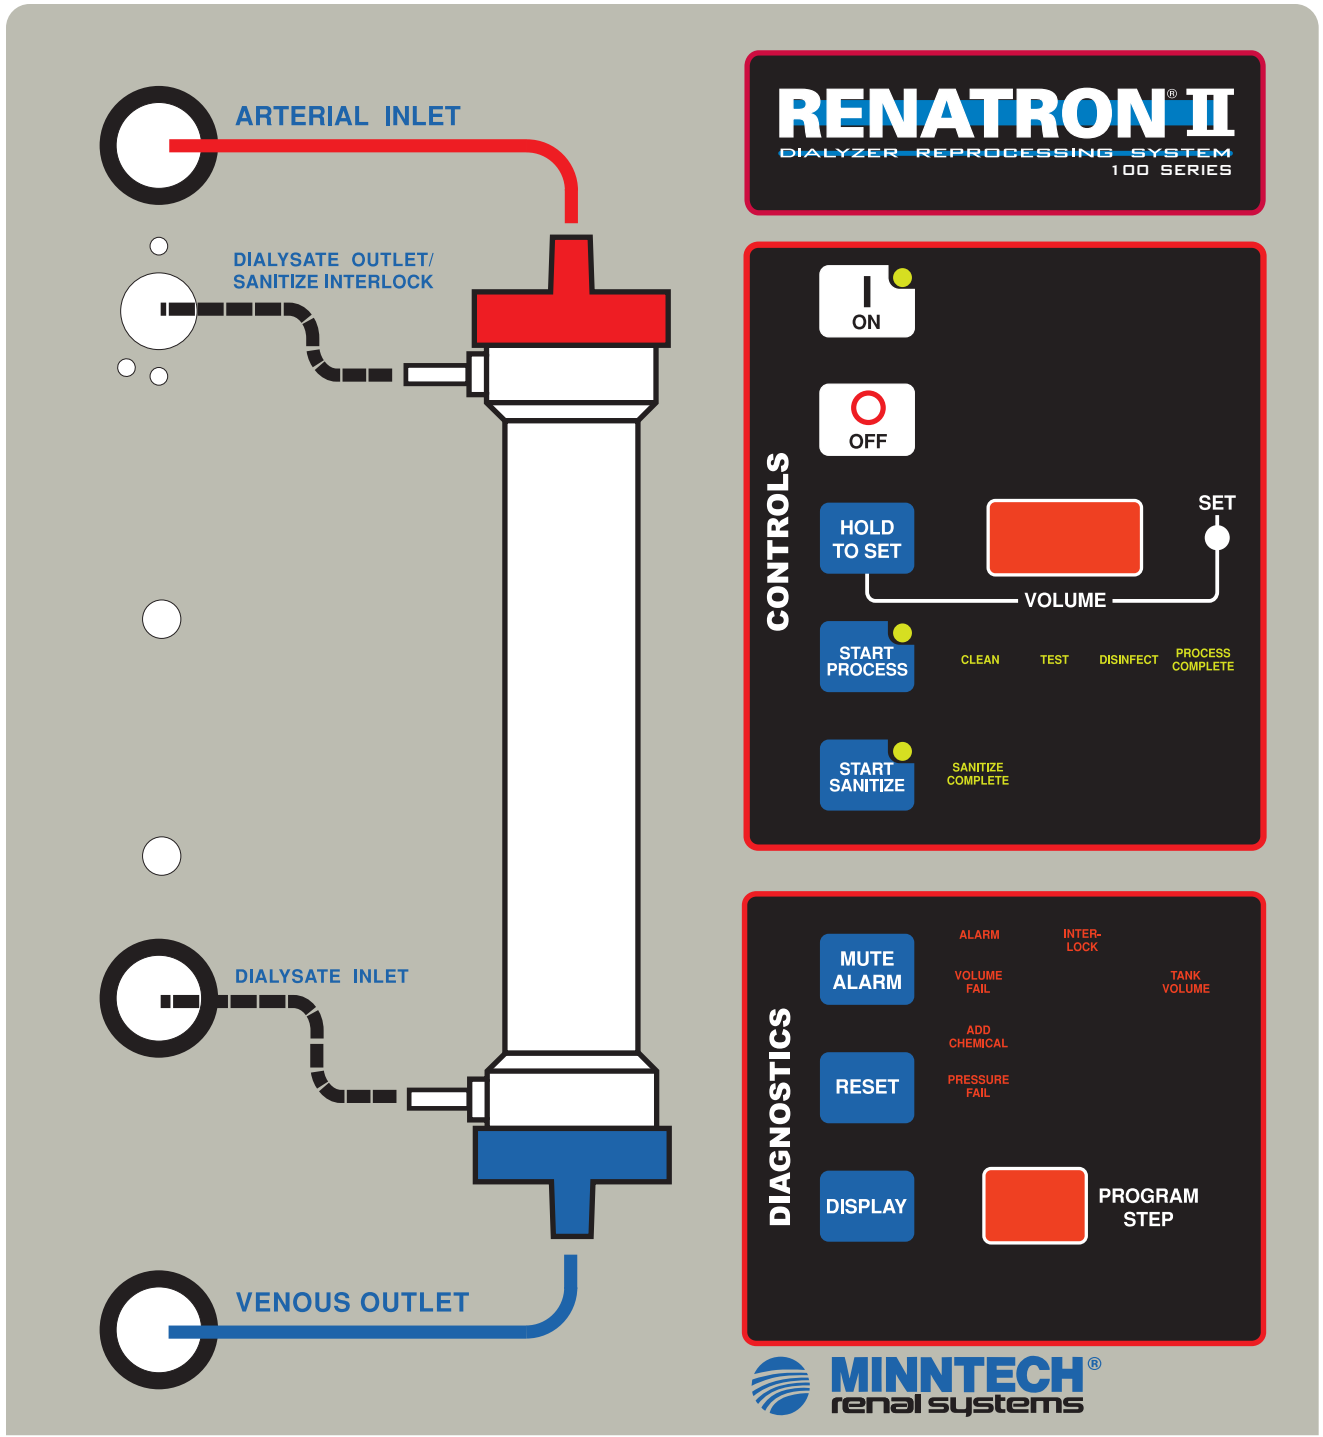 ARTERIAL INLET
DIALYSATE OUTLET/
SANITIZE INTERLOCK
DIALYSATE INLET
VENOUS OUTLET
RENATRON® II
DIALYZER REPROCESSING SYSTEM
100 SERIES
CONTROLS
ON
OFF
HOLD
TO SET
SET
VOLUME
START
PROCESS
CLEAN
TEST
DISINFECT
PROCESS
COMPLETE
START
SANITIZE
SANITIZE
COMPLETE
DIAGNOSTICS
MUTE
ALARM
ALARM
INTER-
LOCK
VOLUME
FAIL
TANK
VOLUME
ADD
CHEMICAL
RESET
PRESSURE
FAIL
DISPLAY
PROGRAM
STEP
MINNTECH®
renal systems